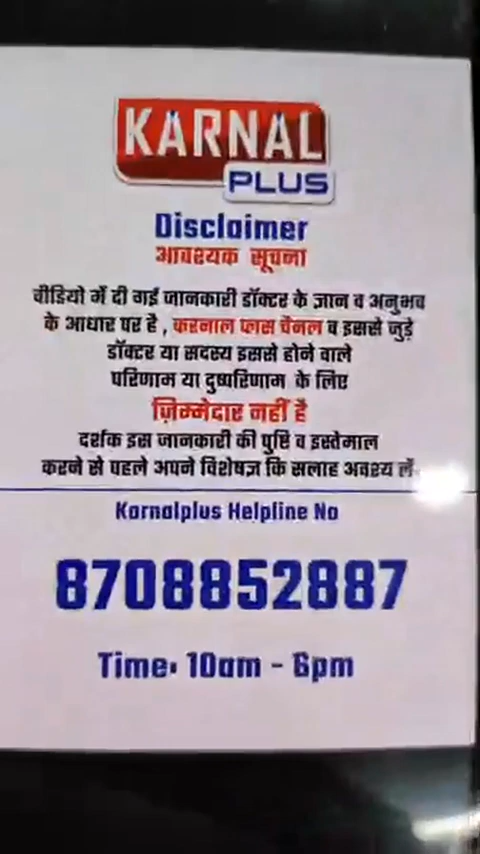 KARNAL
PLUS
Disclaimer
आवश्यक सूचना
वीडियो में दी गई जानकारी डॉक्टर के ज्ञान व अनुभव
के आधार पर है , करनाल प्लस चैनल व इससे जुड़े
डॉक्टर या सदस्य इससे होने वाले
परिणाम या दुष्परिणाम के लिए
ज़िम्मेदार नहीं है
दर्शक इस जानकारी की पुष्टि व इस्तेमाल
करने से पहले अपने विशेषज्ञ कि सलाह अवश्य लें
Karnalplus Helpline No
8708852887
Time: 10am - 6pm